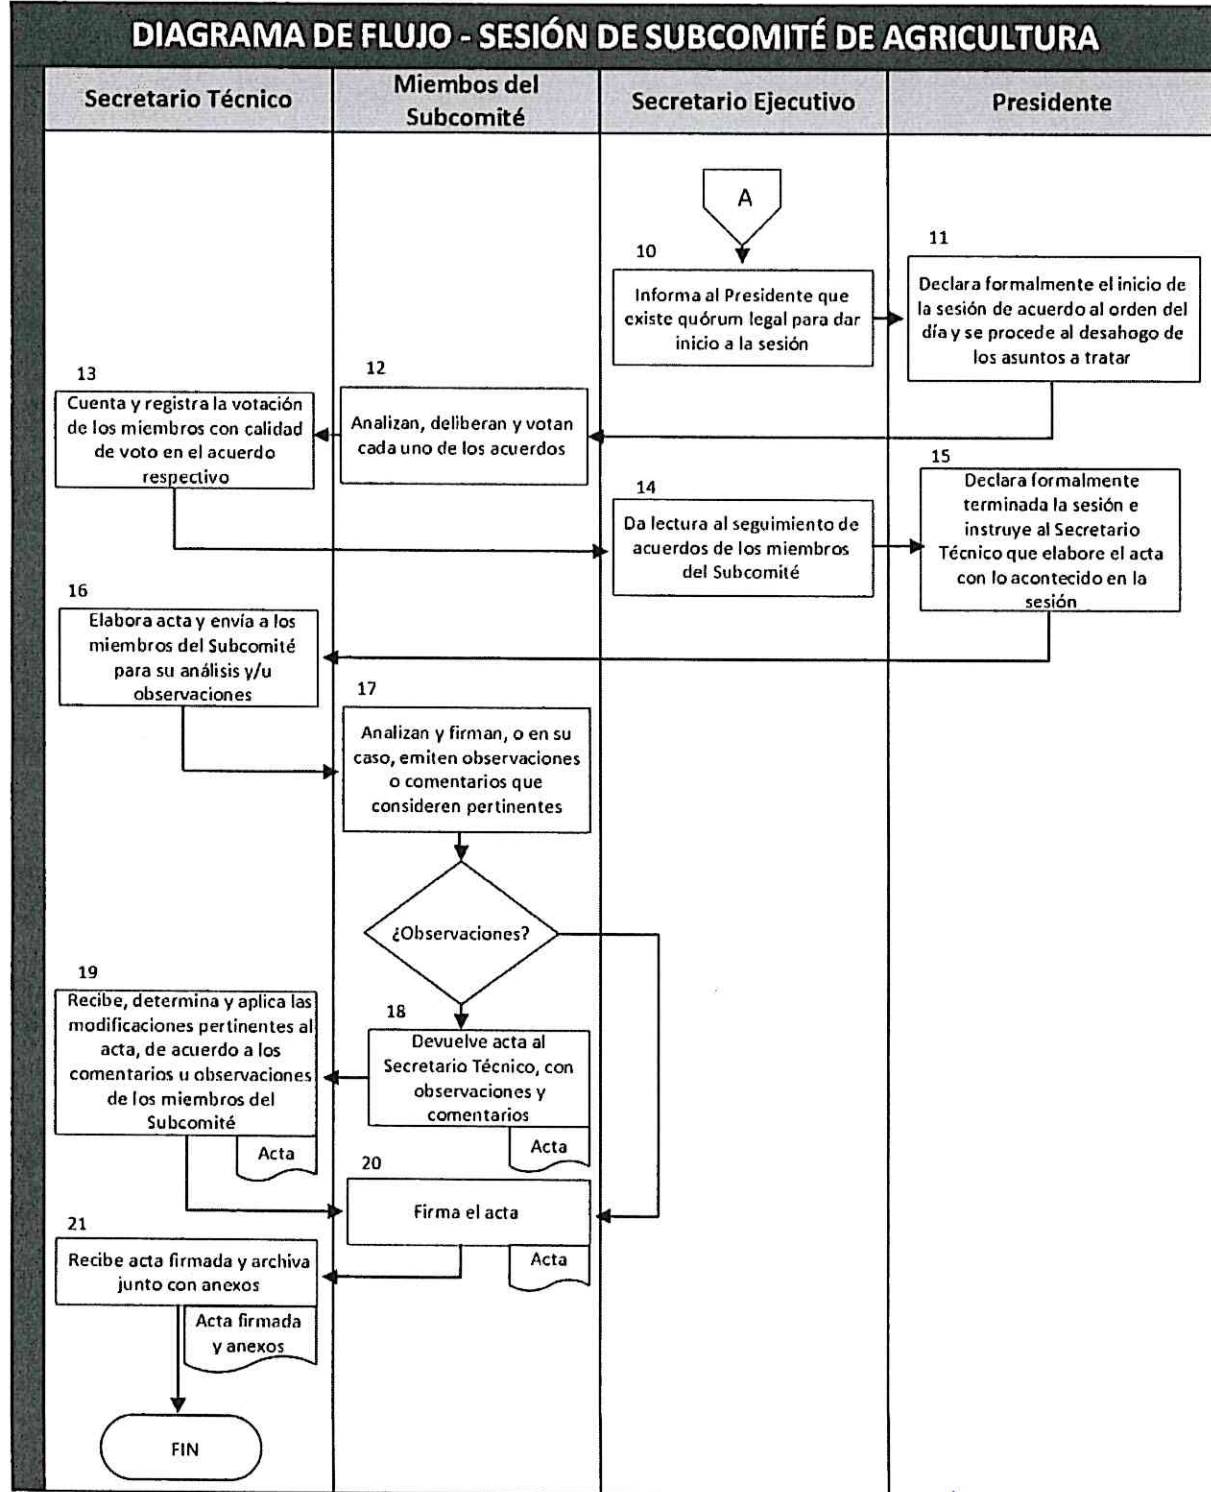 DIAGRAMA DE FLUJO - SESIÓN DE SUBCOMITÉ DE AGRICULTURA
Secretario Técnico
Miembos del
Subcomité
Secretario Ejecutivo
Presidente
A
10
Informa al Presidente que
existe quórum legal para dar
inicio a la sesión
11
Declara formalmente el inicio de
la sesión de acuerdo al orden del
día y se procede al desahogo de
los asuntos a tratar
12
Analizan, deliberan y votan
cada uno de los acuerdos
13
Cuenta y registra la votación
de los miembros con calidad
de voto en el acuerdo
respectivo
14
Da lectura al seguimiento de
acuerdos de los miembros
del Subcomité
15
Declara formalmente
terminada la sesión e
instruye al Secretario
Técnico que elabore el acta
con lo acontecido en la
sesión
16
Elabora acta y envía a los
miembros del Subcomité
para su análisis y/u
observaciones
17
Analizan y firman, o en su
caso, emiten observaciones
o comentarios que
consideren pertinentes
¿Observaciones?
18
Devuelve acta al
Secretario Técnico, con
observaciones y
comentarios
Acta
19
Recibe, determina y aplica las
modificaciones pertinentes al
acta, de acuerdo a los
comentarios u observaciones
de los miembros del
Subcomité
Acta
20
Firma el acta
Acta
21
Recibe acta firmada y archiva
junto con anexos
Acta firmada
y anexos
FIN